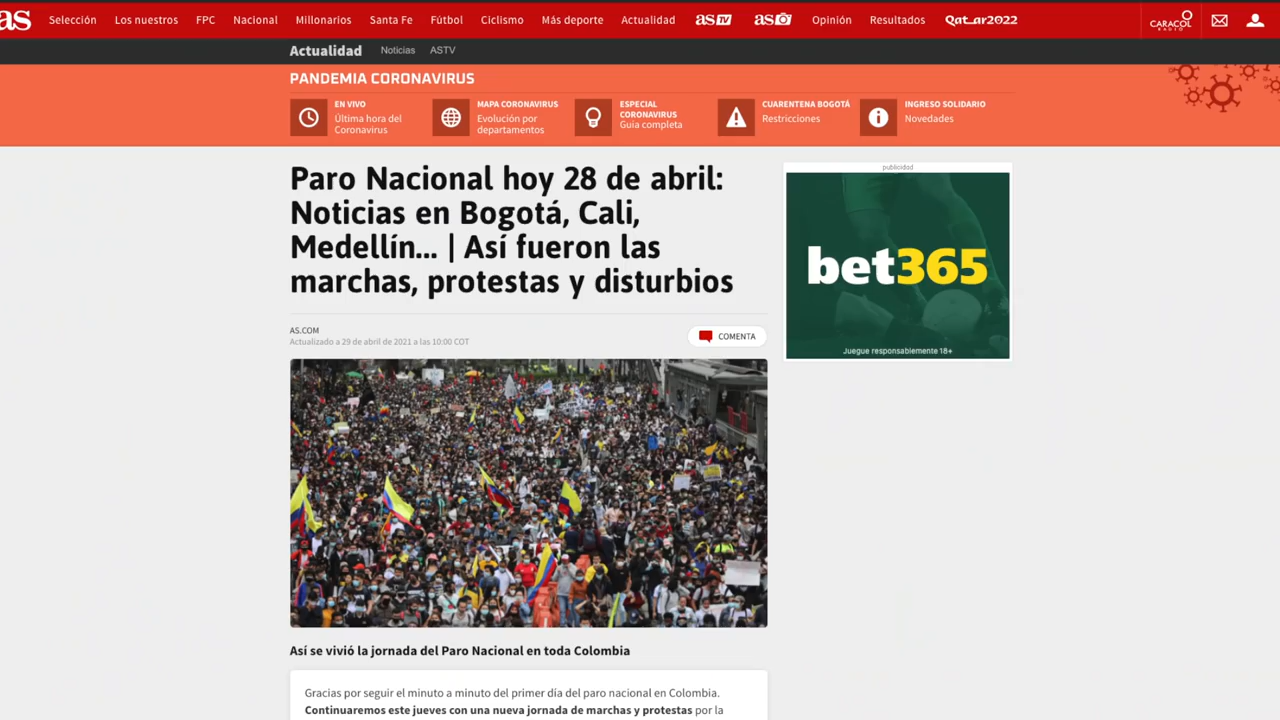 as Selección Los nuestros FPC Nacional Millonarios Santa Fe Fútbol Ciclismo Más deporte Actualidad as TV as Opinión Resultados Qatar2022 CARACOL RADIO
Actualidad Noticias ASTV
PANDEMIA CORONAVIRUS
EN VIVO
Última hora del
Coronavirus
MAPA CORONAVIRUS
Evolución por
departamentos
ESPECIAL
CORONAVIRUS
Guía completa
CUARENTENA BOGOTÁ
Restricciones
INGRESO SOLIDARIO
Novedades
Paro Nacional hoy 28 de abril:
Noticias en Bogotá, Cali,
Medellín... | Así fueron las
marchas, protestas y disturbios
AS.COM
Actualizado a 29 de abril de 2021 a las 10:00 COT
COMENTA
publicidad
bet365
Juegue responsablemente 18+
Así se vivió la jornada del Paro Nacional en toda Colombia
Gracias por seguir el minuto a minuto del primer día del paro nacional en Colombia.
Continuaremos este jueves con una nueva jornada de marchas y protestas por la